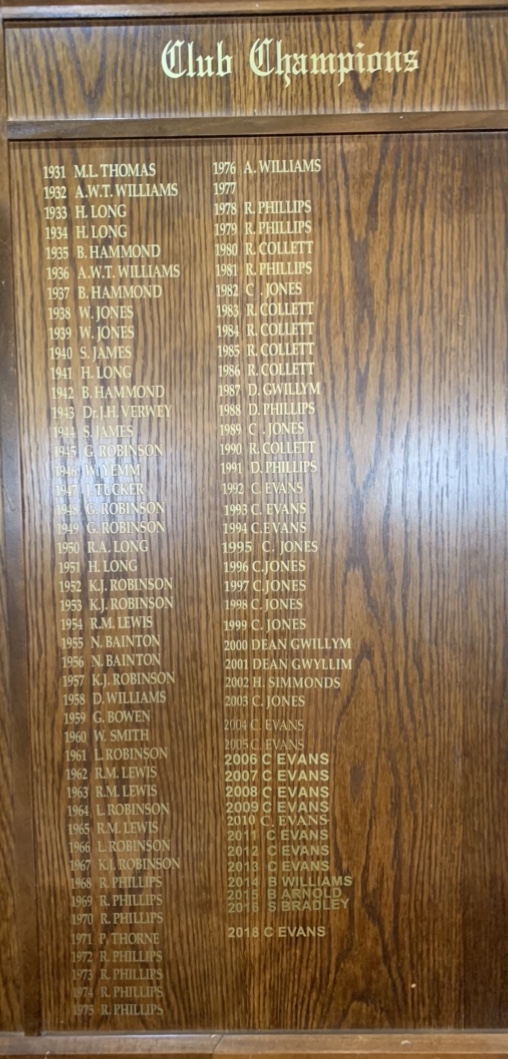 Club Champions
1931 M.L. THOMAS
1932 A.W.T. WILLIAMS
1933 H. LONG
1934 H. LONG
1935 B. HAMMOND
1936 A.W.T. WILLIAMS
1937 B. HAMMOND
1938 W. JONES
1939 W. JONES
1940 S. JAMES
1941 H. LONG
1942 B. HAMMOND
1943 Dr. J.H. VERWEY
1944 S. JAMES
1945 G. ROBINSON
1946 W. YEMM
1947 J. TUCKER
1948 G. ROBINSON
1949 G. ROBINSON
1950 R.A. LONG
1951 H. LONG
1952 K.J. ROBINSON
1953 K.J. ROBINSON
1954 R.M. LEWIS
1955 N. BAINTON
1956 N. BAINTON
1957 K.J. ROBINSON
1958 D. WILLIAMS
1959 G. BOWEN
1960 W. SMITH
1961 L. ROBINSON
1962 R.M. LEWIS
1963 R.M. LEWIS
1964 L. ROBINSON
1965 R.M. LEWIS
1966 L. ROBINSON
1967 K.J. ROBINSON
1968 R. PHILLIPS
1969 R. PHILLIPS
1970 R. PHILLIPS
1971 P. THORNE
1972 R. PHILLIPS
1973 R. PHILLIPS
1974 R. PHILLIPS
1975 R. PHILLIPS
1976 A. WILLIAMS
1977
1978 R. PHILLIPS
1979 R. PHILLIPS
1980 R. COLLETT
1981 R. PHILLIPS
1982 C . JONES
1983 R. COLLETT
1984 R. COLLETT
1985 R. COLLETT
1986 R. COLLETT
1987 D. GWILLYM
1988 D. PHILLIPS
1989 C . JONES
1990 R. COLLETT
1991 D. PHILLIPS
1992 C. EVANS
1993 C. EVANS
1994 C.EVANS
1995 C. JONES
1996 C.JONES
1997 C.JONES
1998 C.JONES
1999 C.JONES
2000 DEAN GWILLYM
2001 DEAN GWYLLIM
2002 H. SIMMONDS
2003 C. JONES
2004 C. EVANS
2005 C. EVANS
2006 C EVANS
2007 C EVANS
2008 C EVANS
2009 C EVANS
2010 C. EVANS
2011 C EVANS
2012 C EVANS
2013 C EVANS
2014 B WILLIAMS
2015 B ARNOLD
2016 S BRADLEY
2018 C EVANS